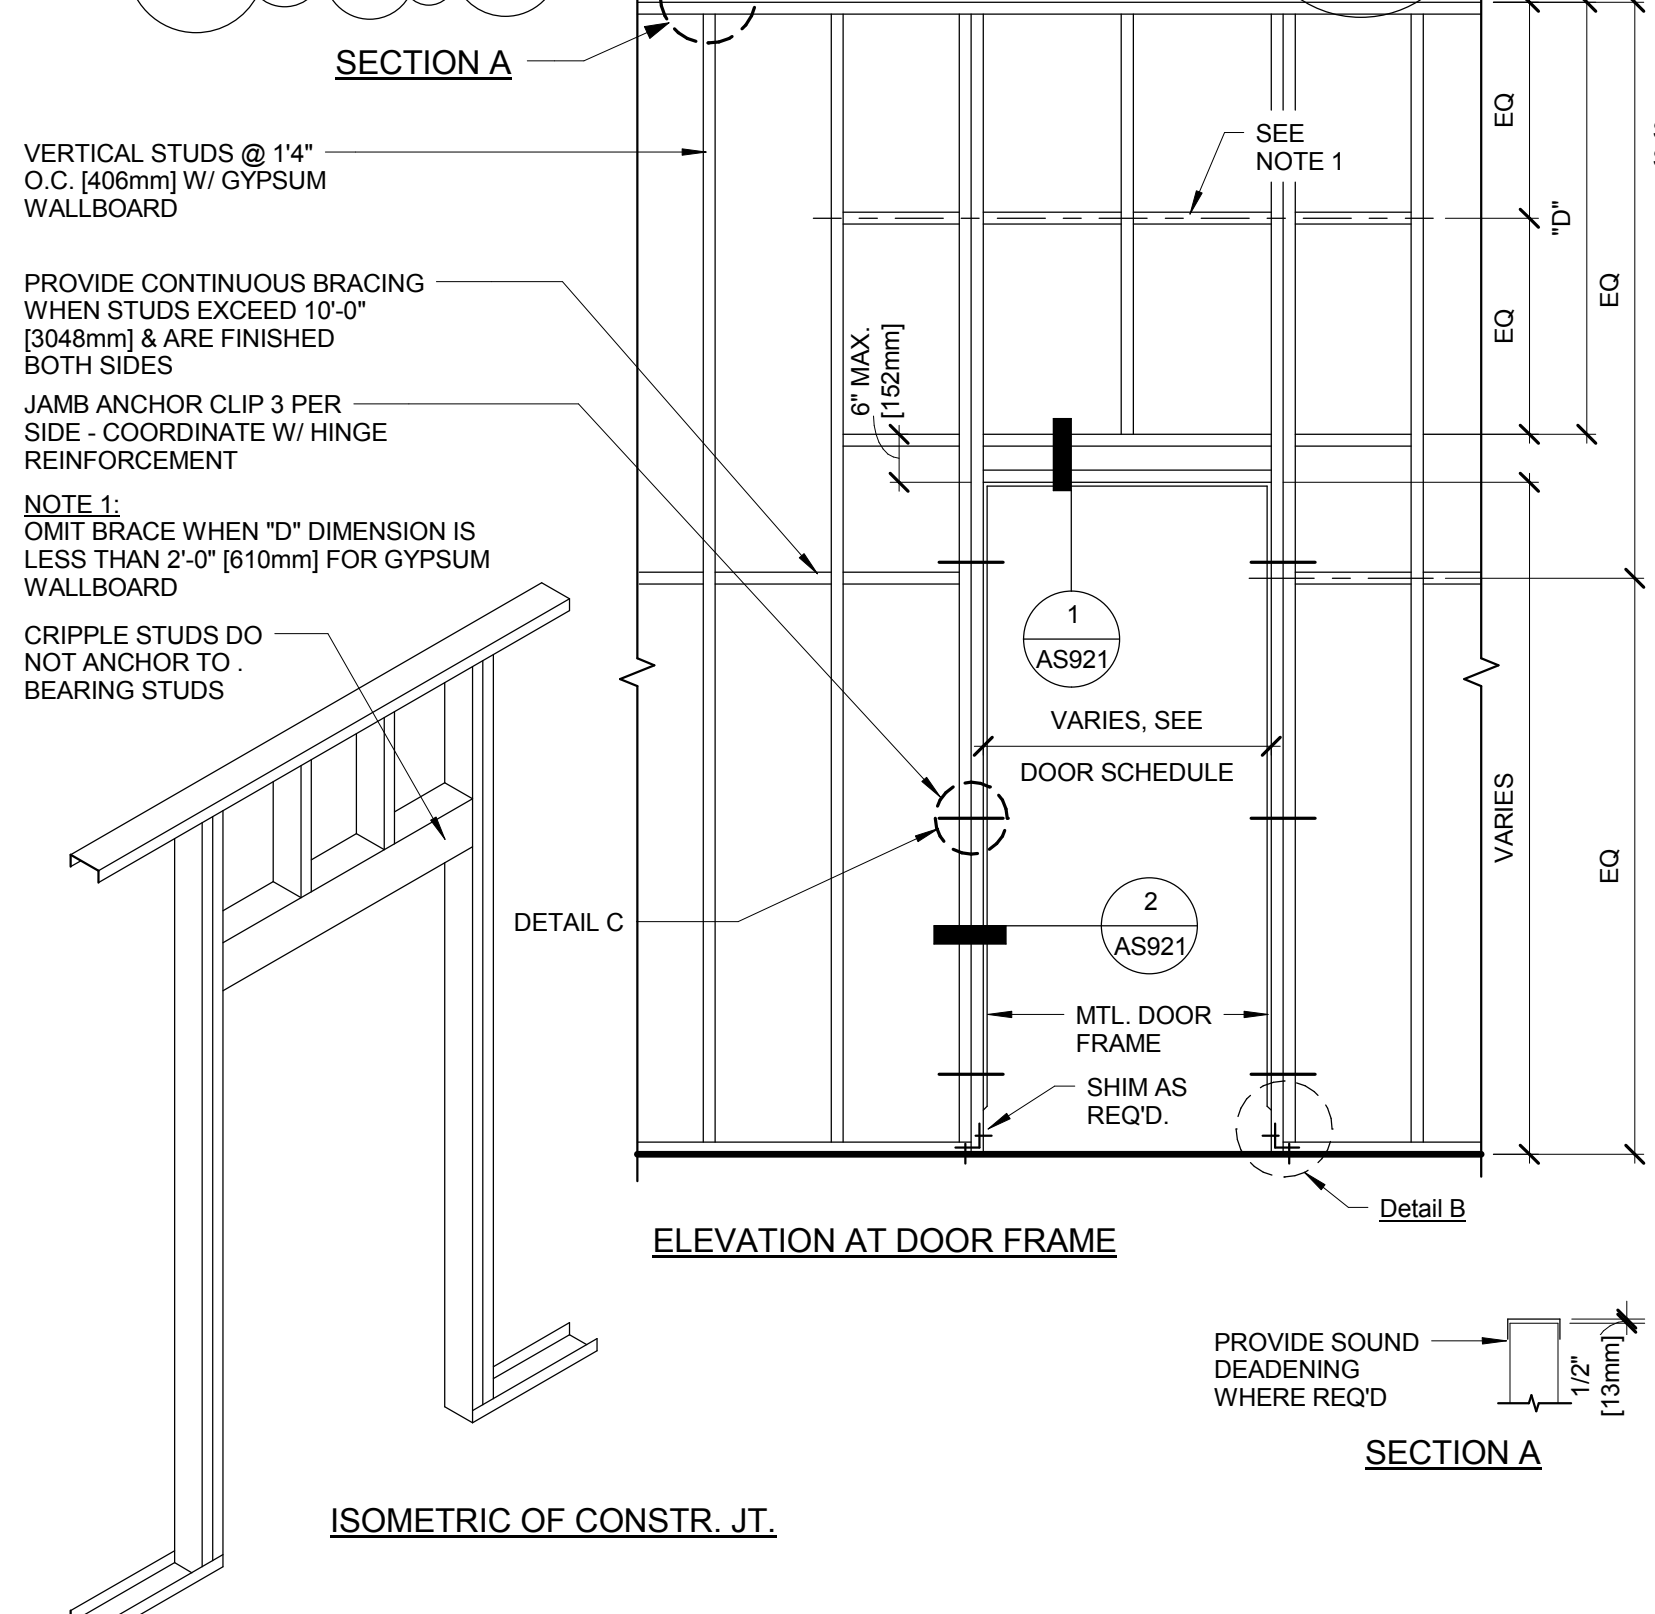 SECTION A
VERTICAL STUDS @ 1'4"
O.C. [406mm] W/ GYPSUM
WALLBOARD
PROVIDE CONTINUOUS BRACING
WHEN STUDS EXCEED 10'-0"
[3048mm] & ARE FINISHED
BOTH SIDES
JAMB ANCHOR CLIP 3 PER
SIDE - COORDINATE W/ HINGE
REINFORCEMENT
NOTE 1:
OMIT BRACE WHEN "D" DIMENSION IS
LESS THAN 2'-0" [610mm] FOR GYPSUM
WALLBOARD
CRIPPLE STUDS DO
NOT ANCHOR TO .
BEARING STUDS
SEE
NOTE 1
6" MAX.
[152mm]
EQ
"D"
EQ
EQ
1
AS921
VARIES, SEE
DOOR SCHEDULE
VARIES
EQ
DETAIL C
2
AS921
MTL. DOOR
FRAME
SHIM AS
REQ'D.
Detail B
ELEVATION AT DOOR FRAME
PROVIDE SOUND
DEADENING
WHERE REQ'D
1/2"
[13mm]
SECTION A
ISOMETRIC OF CONSTR. JT.